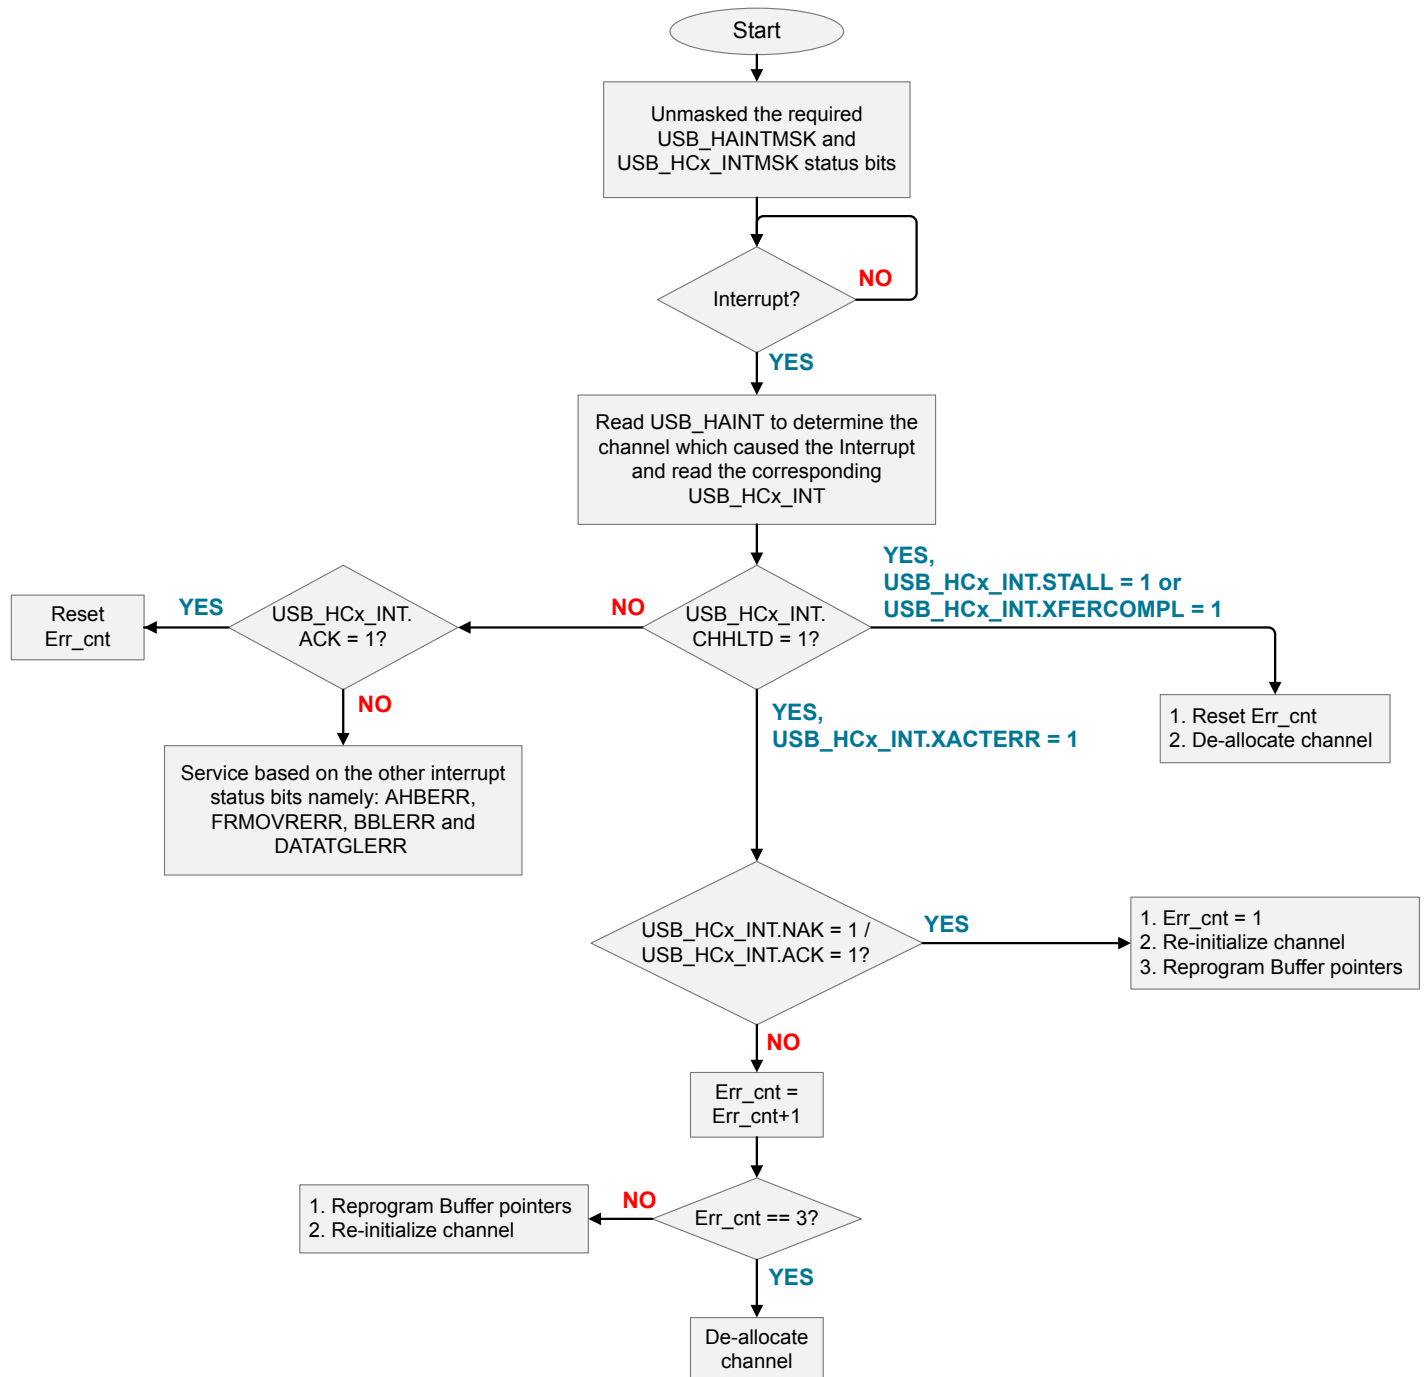 Start
Unmasked the required
USB_HAINTMSK and
USB_HCx_INTMSK status bits
Interrupt?
NO
YES
Read USB_HAINT to determine the
channel which caused the Interrupt
and read the corresponding
USB_HCx_INT
USB_HCx_INT.
CHHLTD = 1?
YES,
USB_HCx_INT.STALL = 1 or
USB_HCx_INT.XFERCOMPL = 1
NO
USB_HCx_INT.
ACK = 1?
YES
Reset
Err_cnt
NO
Service based on the other interrupt
status bits namely: AHBERR,
FRMOVRERR, BBLERR and
DATATGLERR
1. Reset Err_cnt
2. De-allocate channel
YES,
USB_HCx_INT.XACTERR = 1
USB_HCx_INT.NAK = 1 /
USB_HCx_INT.ACK = 1?
YES
1. Err_cnt = 1
2. Re-initialize channel
3. Reprogram Buffer pointers
NO
Err_cnt =
Err_cnt+1
Err_cnt == 3?
NO
1. Reprogram Buffer pointers
2. Re-initialize channel
YES
De-allocate
channel